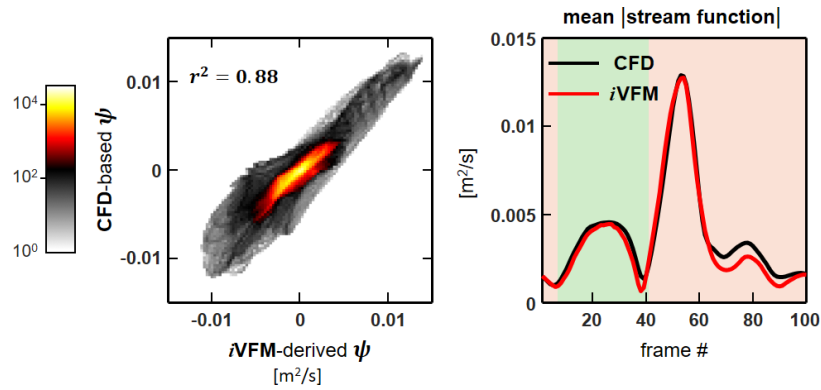 mean |stream function|
0.015
0.01
r² = 0.88
CFD
iVFM
10⁴
10²
10⁰
CFD-based ψ
0
-0.01
-0.01 0 0.01
iVFM-derived ψ
[m²/s]
[m²/s]
0.01
0.005
0
20 40 60 80 100
frame #